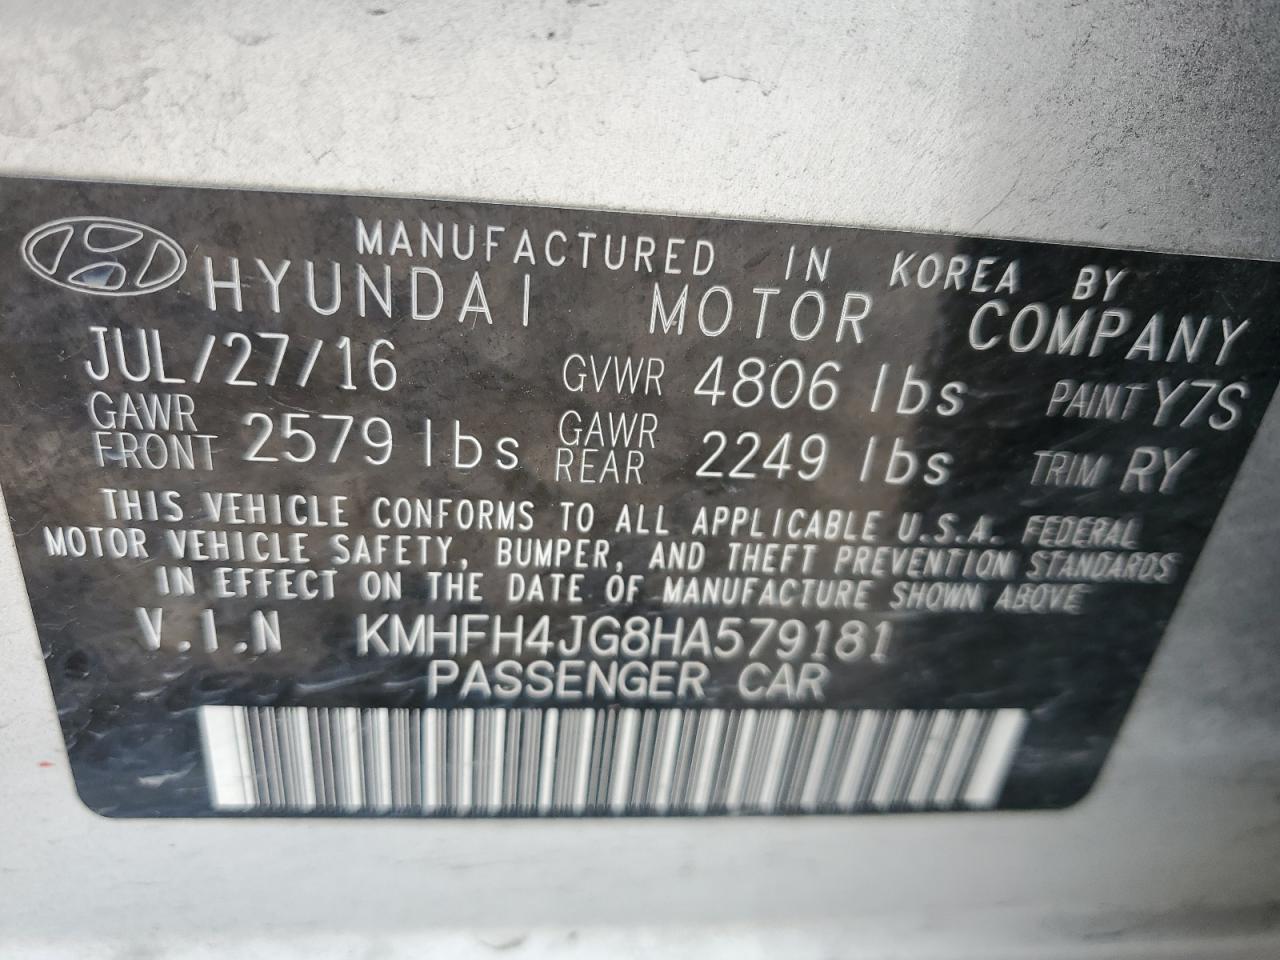 MANUFACTURED IN KOREA BY
HYUNDAI MOTOR COMPANY
JUL/27/16 GVWR 4806 lbs PAINT Y7S
GAWR FRONT 2579 lbs GAWR REAR 2249 lbs TRIM RY
THIS VEHICLE CONFORMS TO ALL APPLICABLE U.S.A. FEDERAL
MOTOR VEHICLE SAFETY, BUMPER, AND THEFT PREVENTION STANDARDS
IN EFFECT ON THE DATE OF MANUFACTURE SHOWN ABOVE
V.I.N KMHFH4JG8HA579181
PASSENGER CAR